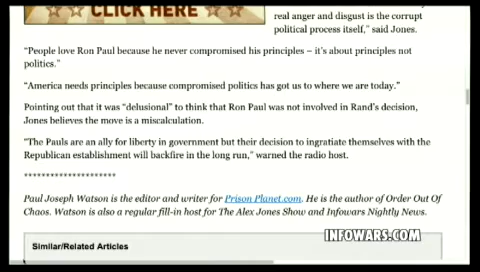 CLICK HERE
real anger and disgust is the corrupt
political process itself,” said Jones.
“People love Ron Paul because he never compromised his principles – it’s about principles not
politics.”
“America needs principles because compromised politics has got us to where we are today.”
Pointing out that it was “delusional” to think that Ron Paul was not involved in Rand’s decision,
Jones believes the move is a miscalculation.
“The Pauls are an ally for liberty in government but their decision to ingratiate themselves with the
Republican establishment will backfire in the long run,” warned the radio host.
*********************
Paul Joseph Watson is the editor and writer for Prison Planet.com. He is the author of Order Out Of
Chaos. Watson is also a regular fill-in host for The Alex Jones Show and Infowars Nightly News.
INFOWARS.COM
Similar/Related Articles